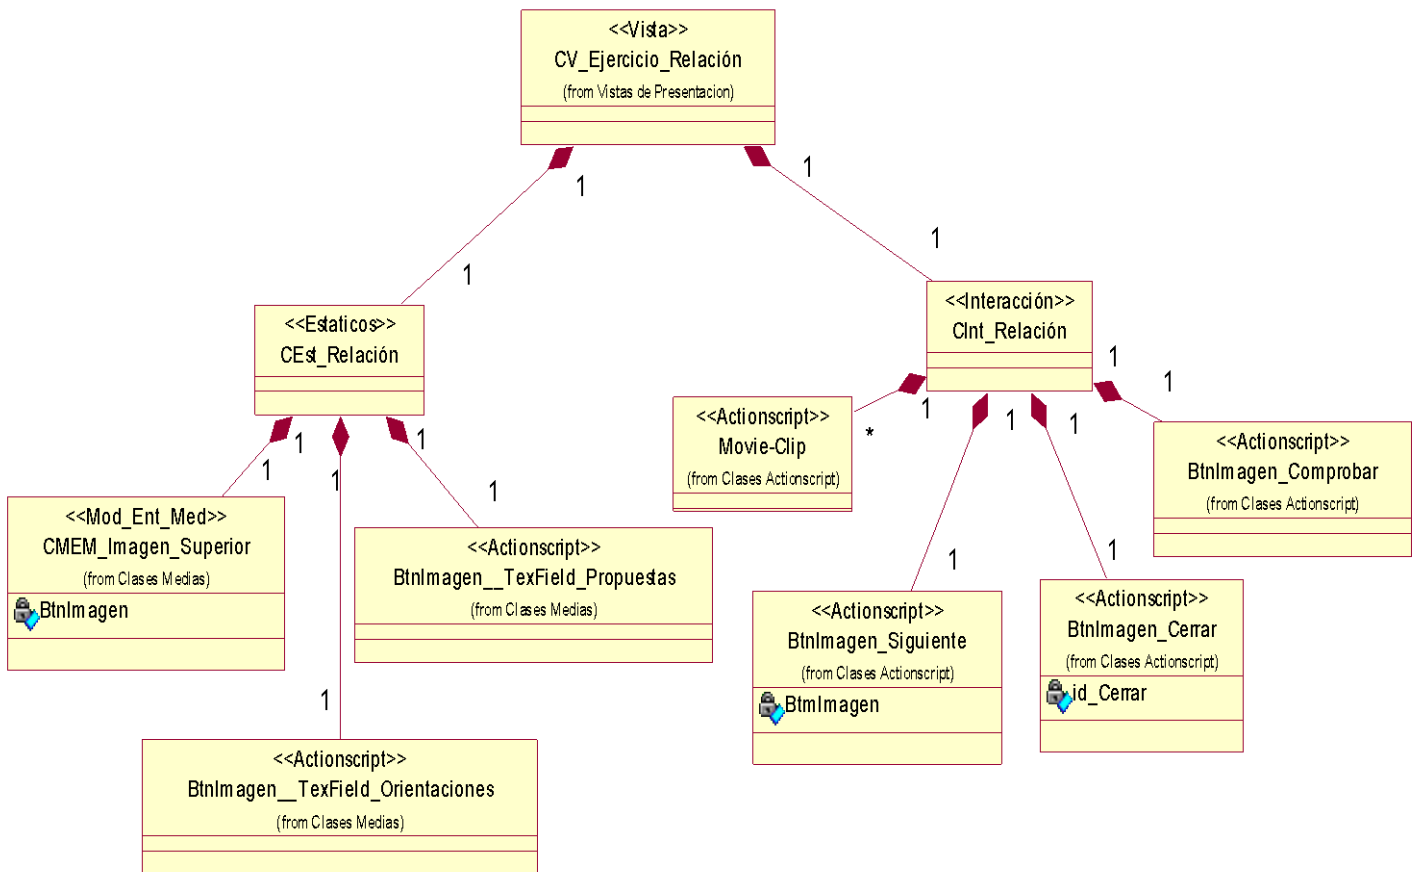 <<Vista>>
CV_Ejercicio_Relación
(from Vistas de Presentacion)
1
1
1
1
<<Estaticos>>
CEst_Relación
<<Interacción>>
CInt_Relación
1
1
1
1
1
1
1
*
1
1
1
1
1
1
<<Actionscript>>
Movie-Clip
(from Clases Actionscript)
<<Actionscript>>
BtnImagen_Comprobar
(from Clases Actionscript)
<<Mod_Ent_Med>>
CMEM_Imagen_Superior
(from Clases Medias)
BtnImagen
<<Actionscript>>
BtnImagen__TexField_Propuestas
(from Clases Medias)
<<Actionscript>>
BtnImagen_Siguiente
(from Clases Actionscript)
BtmImagen
<<Actionscript>>
BtnImagen_Cerrar
(from Clases Actionscript)
id_Cerrar
1
<<Actionscript>>
BtnImagen__TexField_Orientaciones
(from Clases Medias)